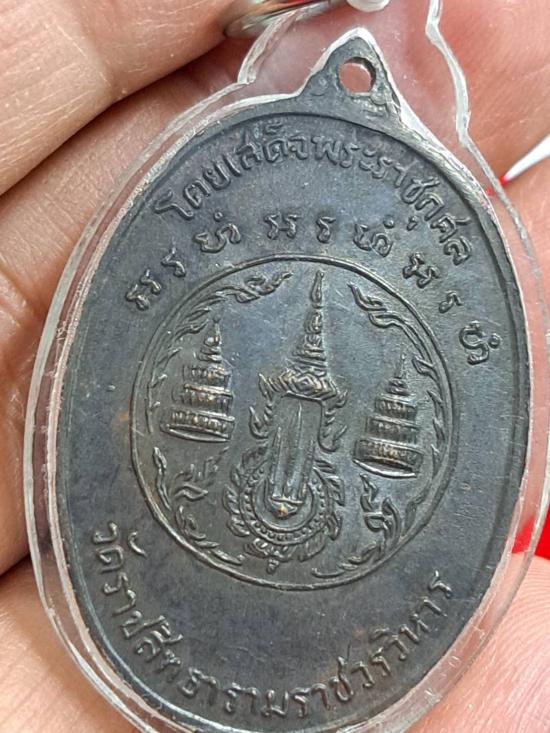 โดยเสด็จพระราชกุศล
วัดราชสิทธารามราชวรวิหาร